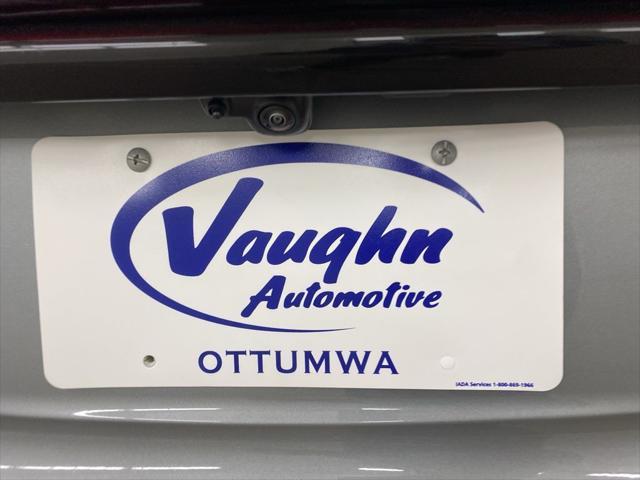 Vaughn
Automotive
OTTUMWA
IADA Services 1-800-869-1966